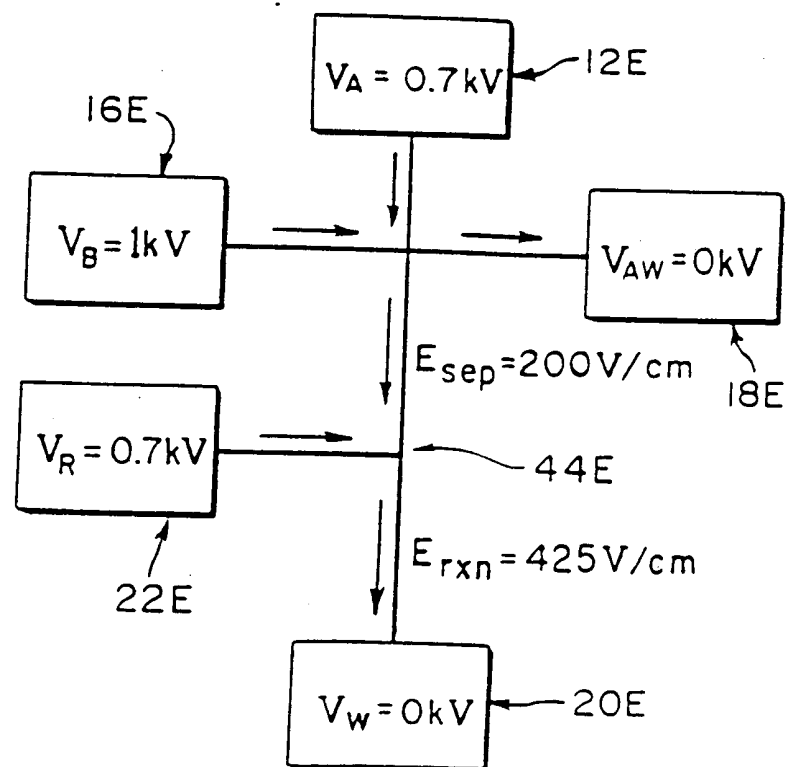 V_A = 0.7kV
12E
16E
V_B = 1kV
V_AW = 0kV
18E
E_sep = 200V/cm
V_R = 0.7kV
44E
22E
E_rxn = 425V/cm
V_W = 0kV
20E